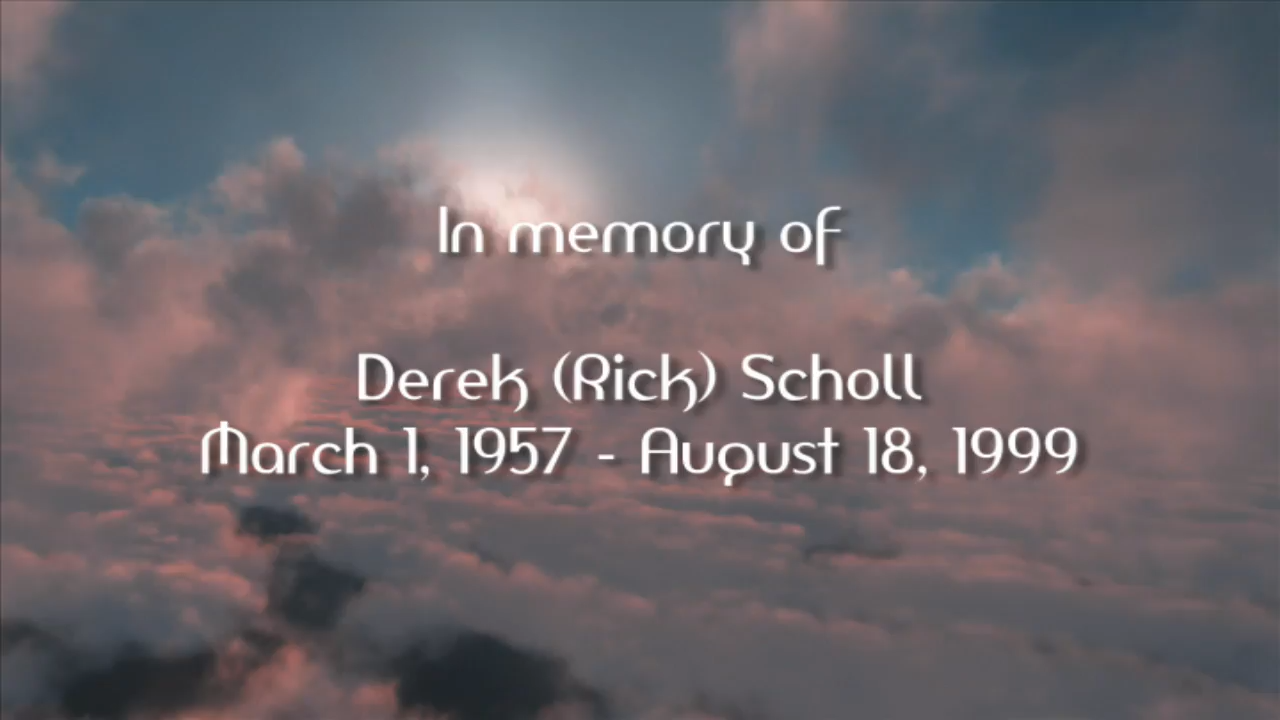 In memory of
Derek (Rick) Scholl
March 1, 1957 - August 18, 1999